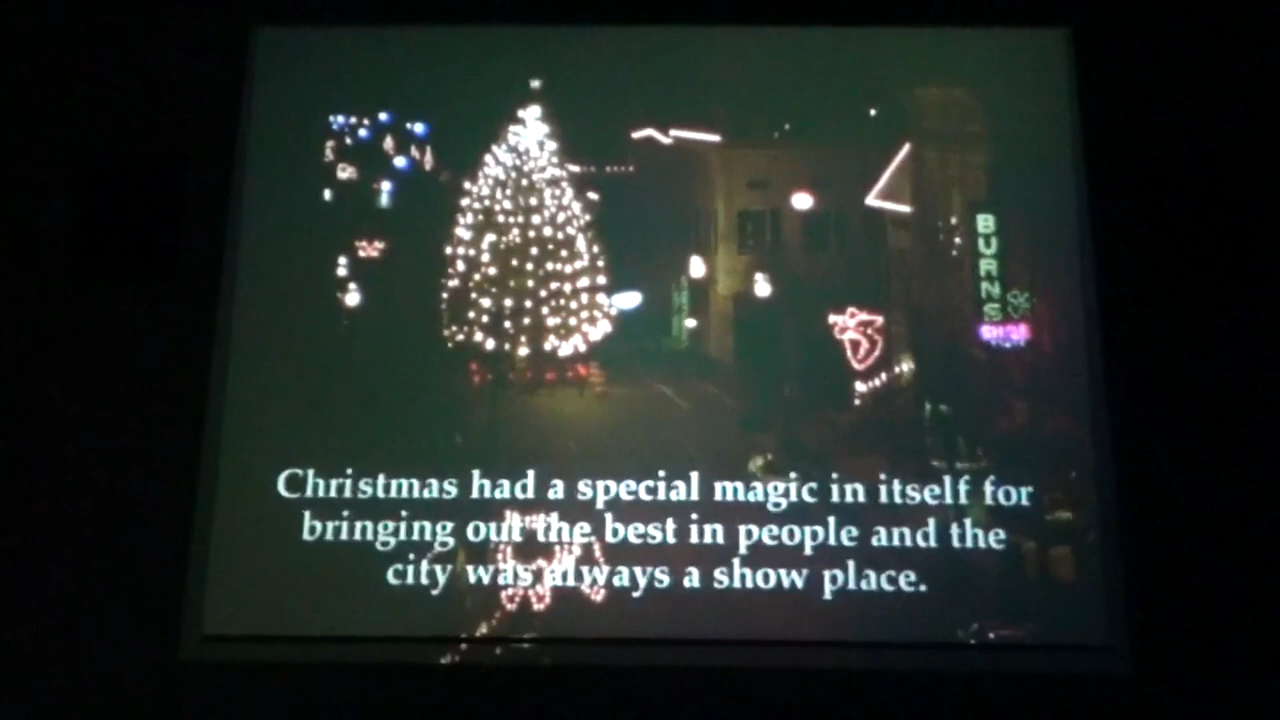 BURNS
Christmas had a special magic in itself for
bringing out the best in people and the
city was always a show place.